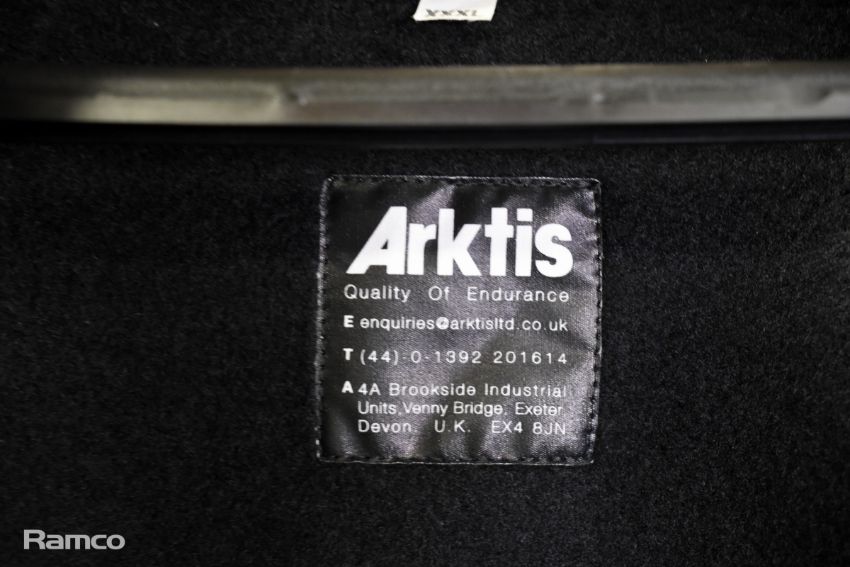 XXXL
Arktis
Quality Of Endurance
E enquiries@arktisltd.co.uk
T (44)-0-1392 201614
A 4A Brookside Industrial
Units, Venny Bridge, Exeter,
Devon. U.K. EX4 8JN
Ramco